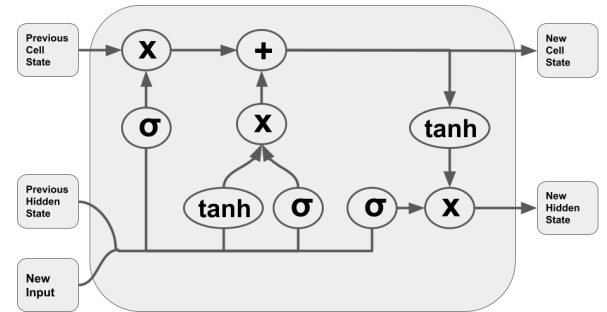 Previous
Cell
State
x
+
New
Cell
State
σ
x
tanh
Previous
Hidden
State
tanh
σ
σ
x
New
Hidden
State
New
Input